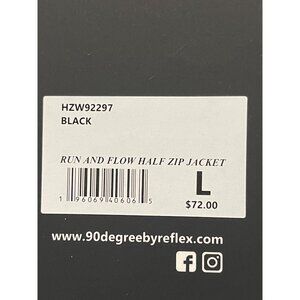 HZW92297
BLACK
RUN AND FLOW HALF ZIP JACKET
1 96069 40606 5
L
$72.00
www.90degreebyreflex.com